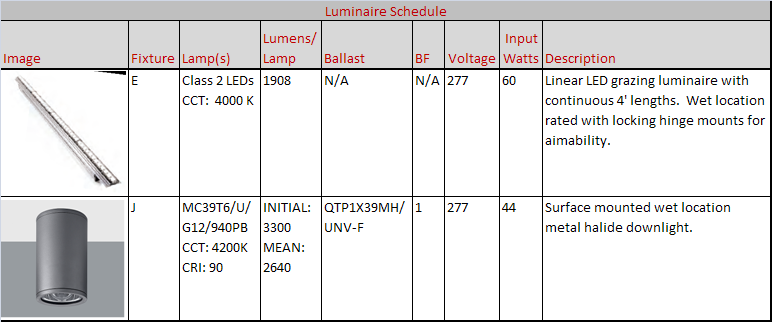 Luminaire Schedule
Image Fixture Lamp(s) Lumens/ Lamp Ballast BF Voltage Input Watts Description
E Class 2 LEDs 1908 N/A N/A 277 60 Linear LED grazing luminaire with
CCT: 4000 K continuous 4' lengths. Wet location
rated with locking hinge mounts for
aimability.
J MC39T6/U/ INITIAL: QTP1X39MH/ 1 277 44 Surface mounted wet location
G12/940PB 3300 UNV-F metal halide downlight.
CCT: 4200K MEAN:
CRI: 90 2640